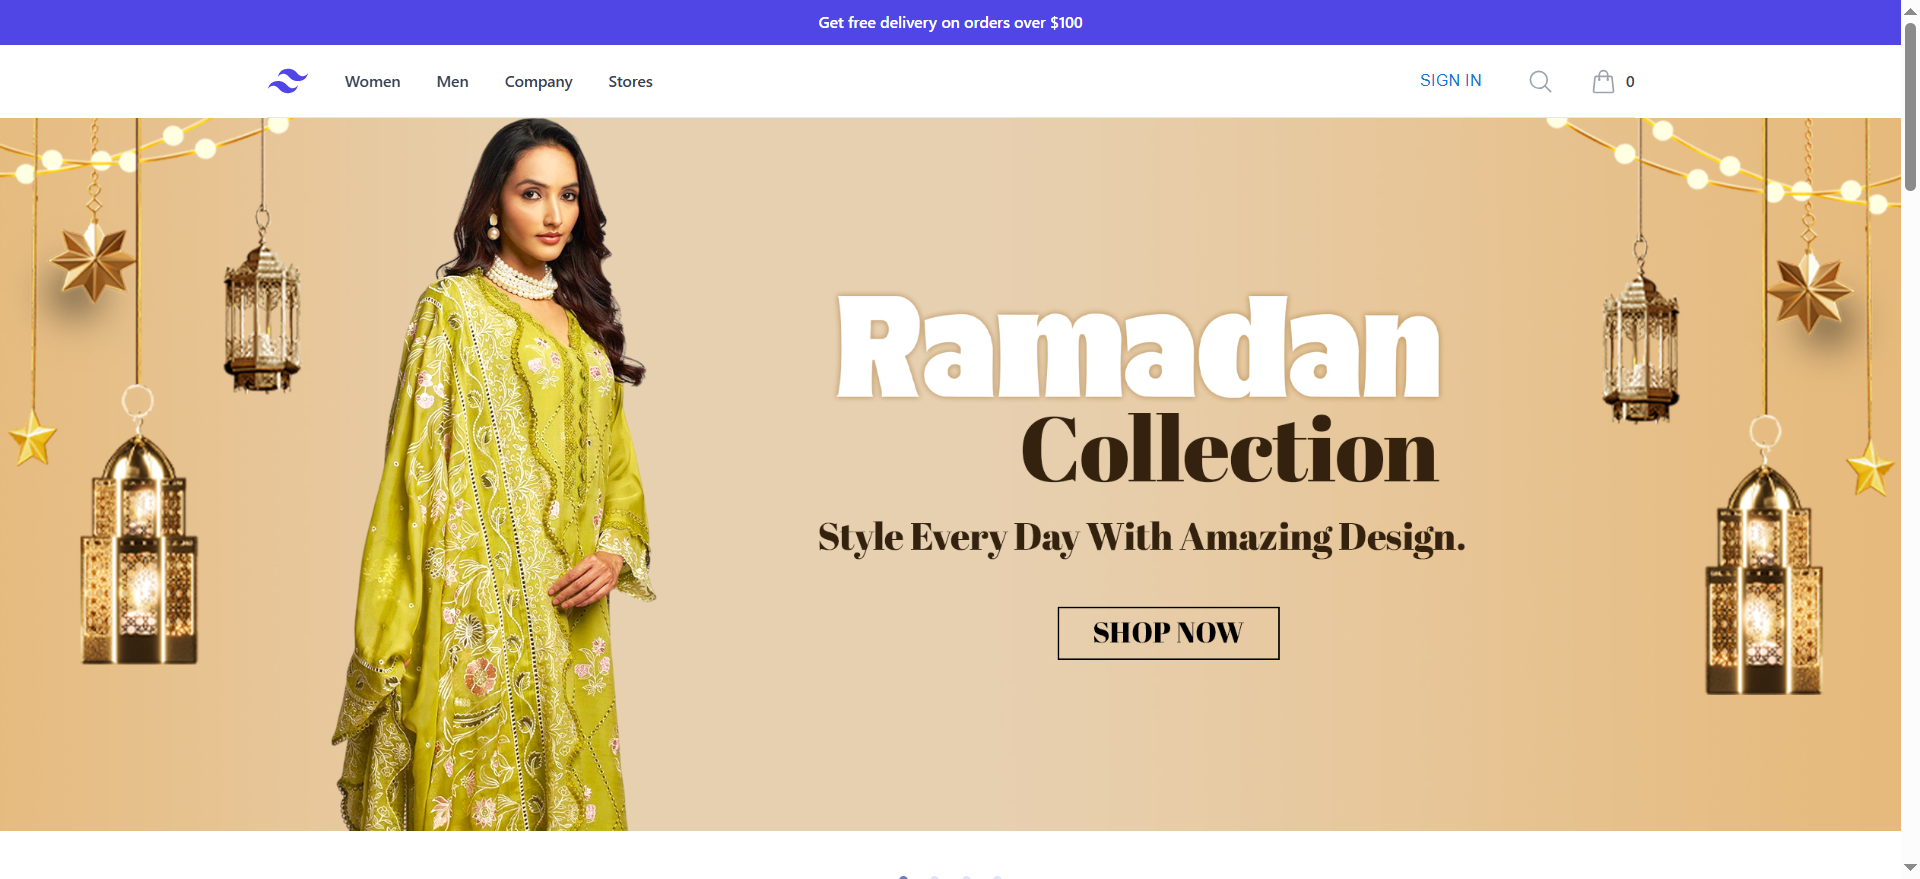 Get free delivery on orders over $100
Women Men Company Stores SIGN IN 0
Ramadan
Collection
Style Every Day With Amazing Design.
SHOP NOW